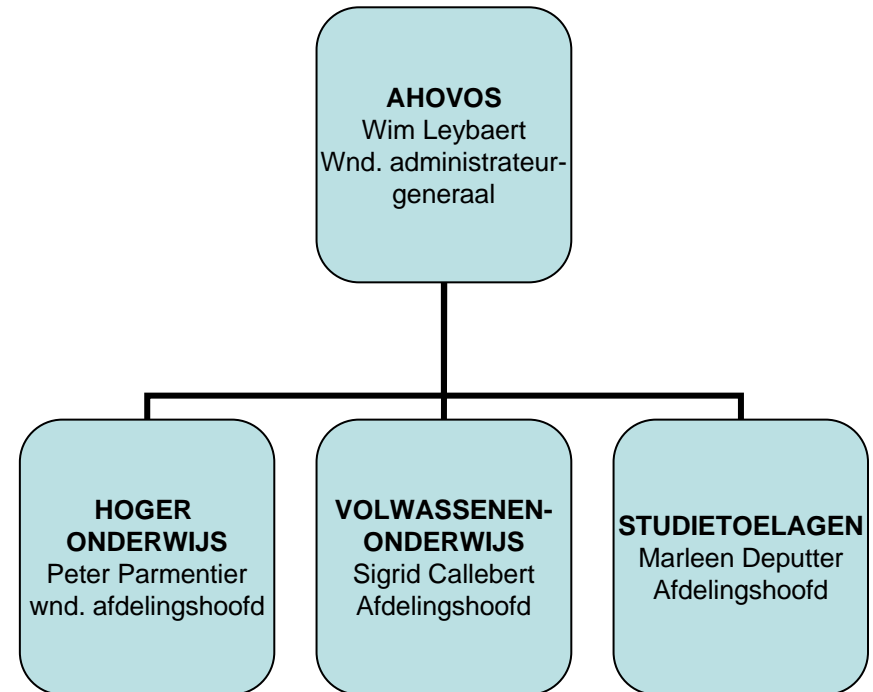 AHOVOS
Wim Leybaert
Wnd. administrateur-
generaal
HOGER
ONDERWIJS
Peter Parmentier
wnd. afdelingshoofd
VOLWASSENEN-
ONDERWIJS
Sigrid Callebert
Afdelingshoofd
STUDIETOELAGEN
Marleen Deputter
Afdelingshoofd